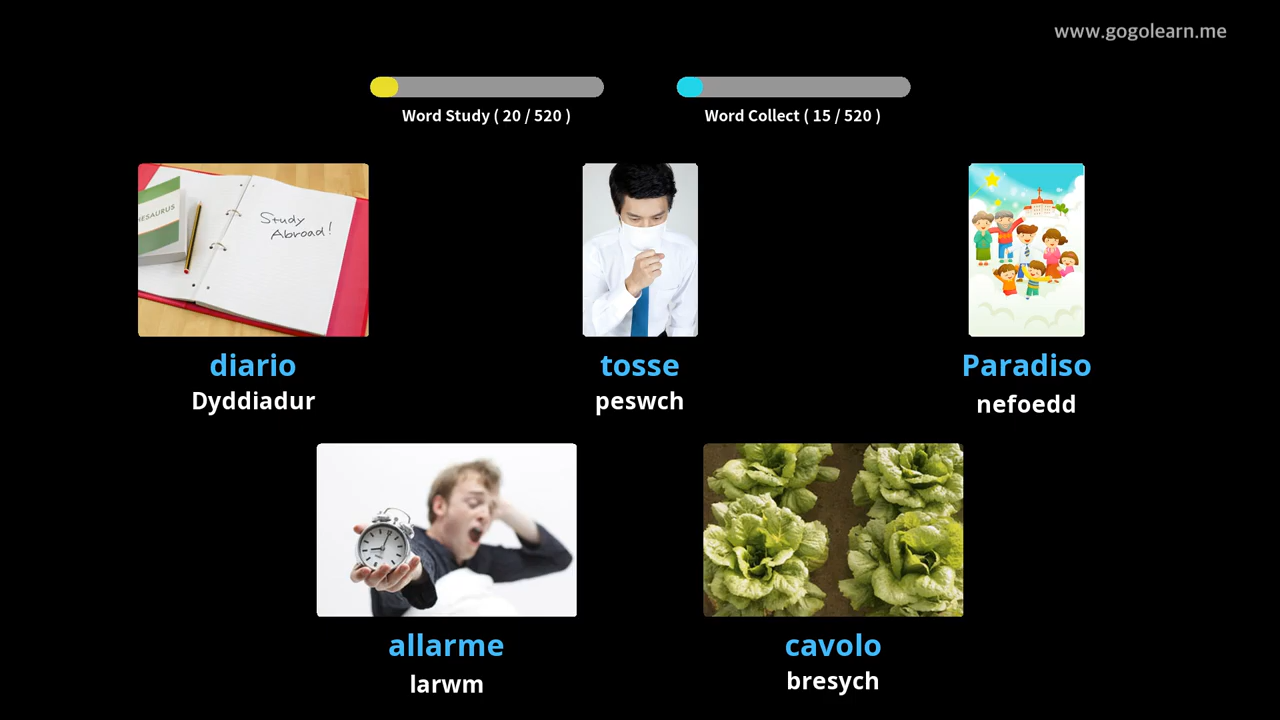 www.gogolearn.me
Word Study ( 20 / 520 )
Word Collect ( 15 / 520 )
Study
Abroad!
diario
Dyddiadur
tosse
peswch
Paradiso
nefoedd
allarme
larwm
cavolo
bresych